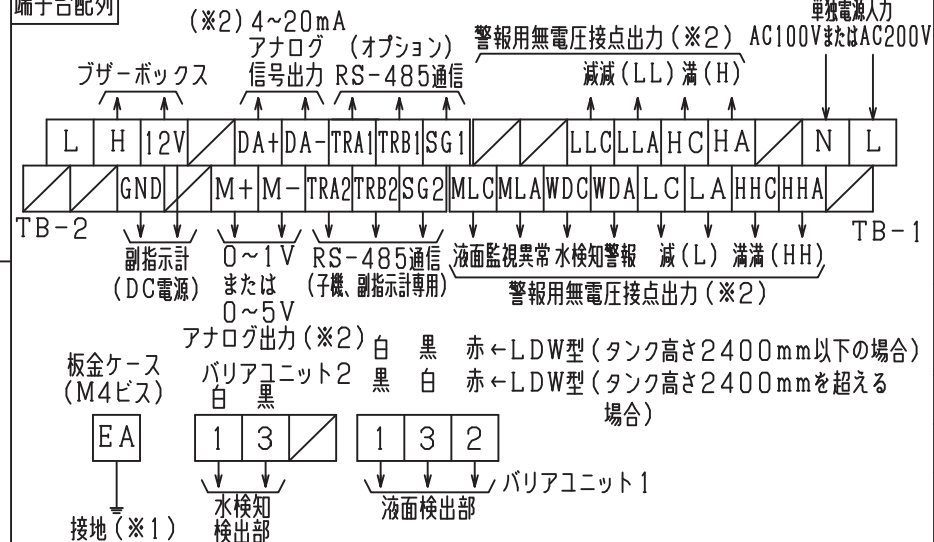 端子台配列
単独電源入力
(※2)4~20mA
アナログ
信号出力
(オプション)
RS-485通信
警報用無電圧接点出力(※2)
AC100VまたはAC200V
ブザーボックス
減減(LL)
満(H)
L H 12V DA+ DA- TRA1 TRB1 SG1 LLC LLA HC HA N L
GND M+ M- TRA2 TRB2 SG2 MLC MLA WDC WDA LC LA HHC HHA
TB-2
TB-1
副指示計
(DC電源)
0~1V
または
0~5V
アナログ出力(※2)
RS-485通信
(子機、副指示計専用)
液面監視異常 水検知警報 減(L) 満満(HH)
警報用無電圧接点出力(※2)
白 黒 赤←LDW型(タンク高さ2400mm以下の場合)
黒 白 赤←LDW型(タンク高さ2400mmを超える
場合)
板金ケース
(M4ビス)
バリアユニット2
白 黒
EA
1 3
1 3 2
バリアユニット1
接地(※1)
水検知
検出部
液面検出部